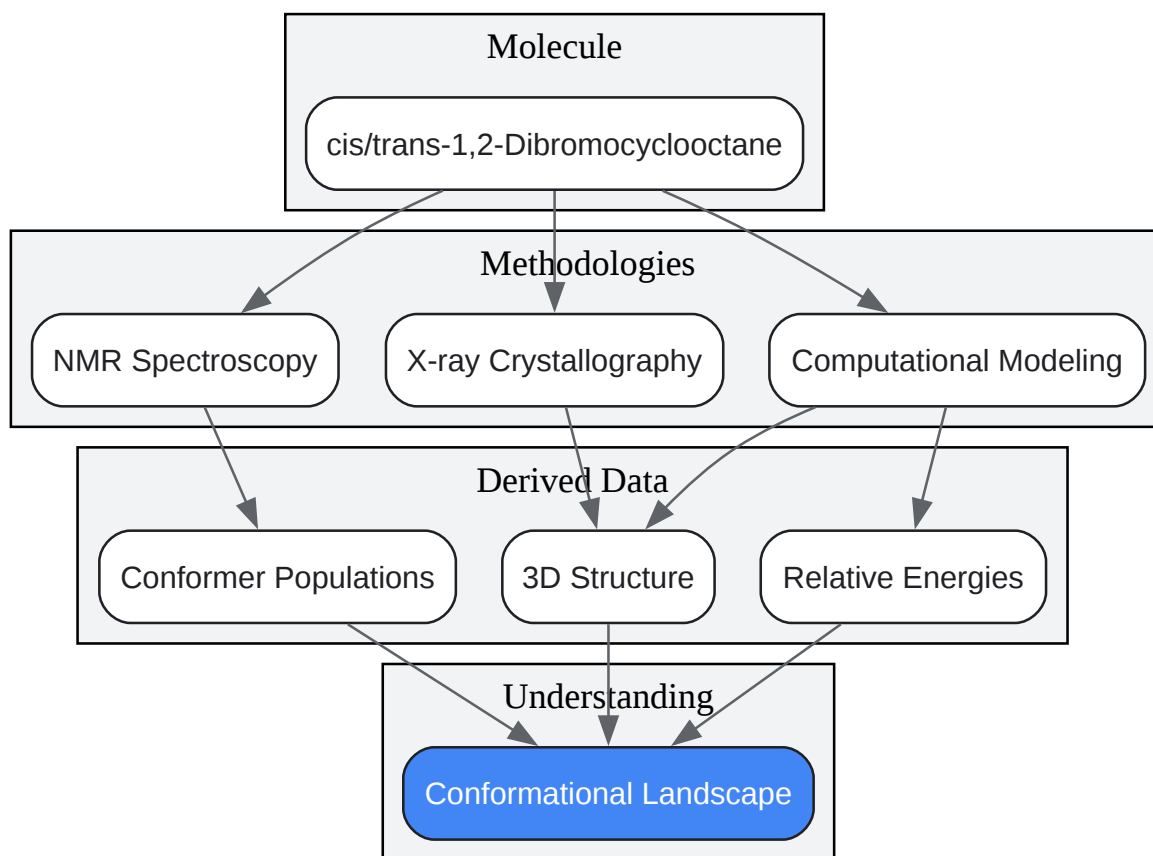 Molecule
cis/trans-1,2-Dibromocyclooctane
Methodologies
NMR Spectroscopy
X-ray Crystallography
Computational Modeling
Derived Data
Conformer Populations
3D Structure
Relative Energies
Understanding
Conformational Landscape